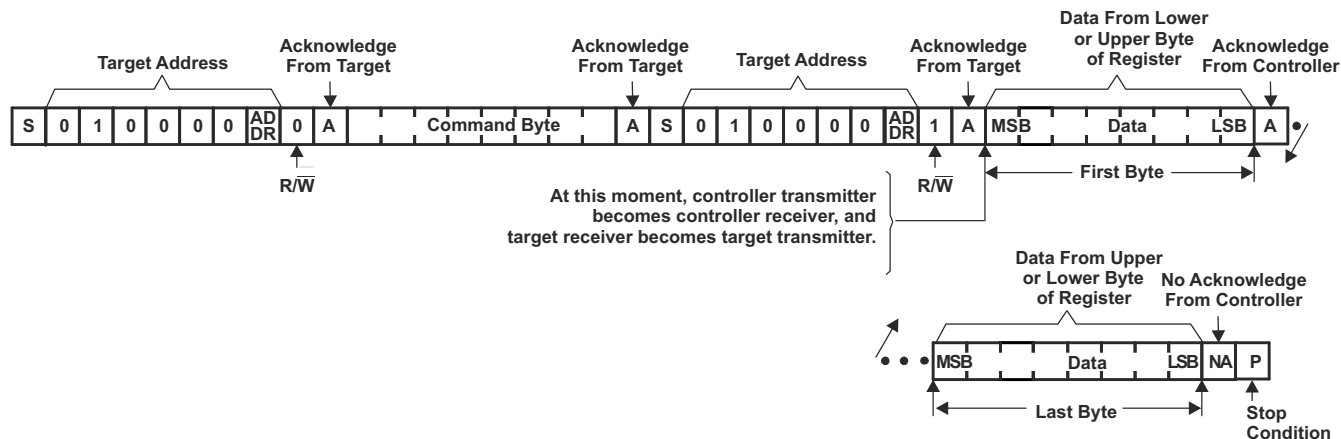 Data From Lower
or Upper Byte
of Register
Acknowledge
From Target
Acknowledge
From Target
Acknowledge
From Target
Acknowledge
From Controller
Target Address
Target Address
S 0 1 0 0 0 0 AD DR 0 A Command Byte A S 0 1 0 0 0 0 AD DR 1 A MSB Data LSB A
R/W̅
R/W̅
First Byte
At this moment, controller transmitter
becomes controller receiver, and
target receiver becomes target transmitter.
Data From Upper
or Lower Byte
of Register
No Acknowledge
From Controller
MSB Data LSB NA P
Last Byte
Stop
Condition